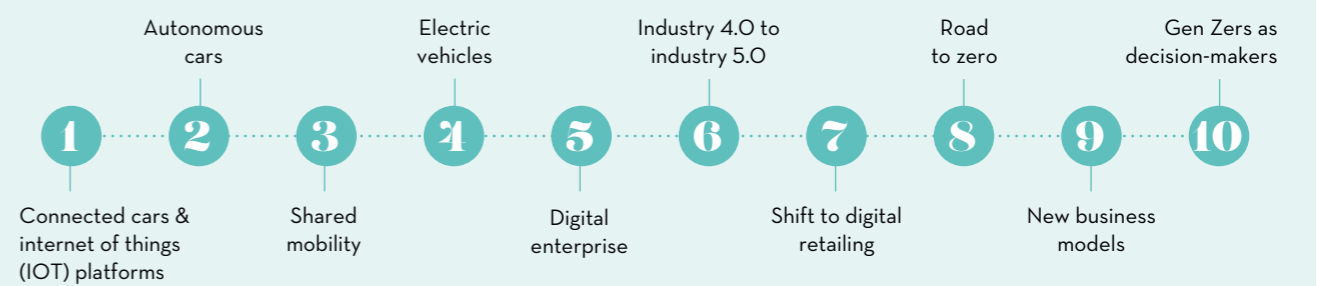 Autonomous
cars
Electric
vehicles
Industry 4.0 to
industry 5.0
Road
to zero
Gen Zers as
decision-makers
1
2
3
4
5
6
7
8
9
10
Connected cars &
internet of things
(IOT) platforms
Shared
mobility
Digital
enterprise
Shift to digital
retailing
New business
models